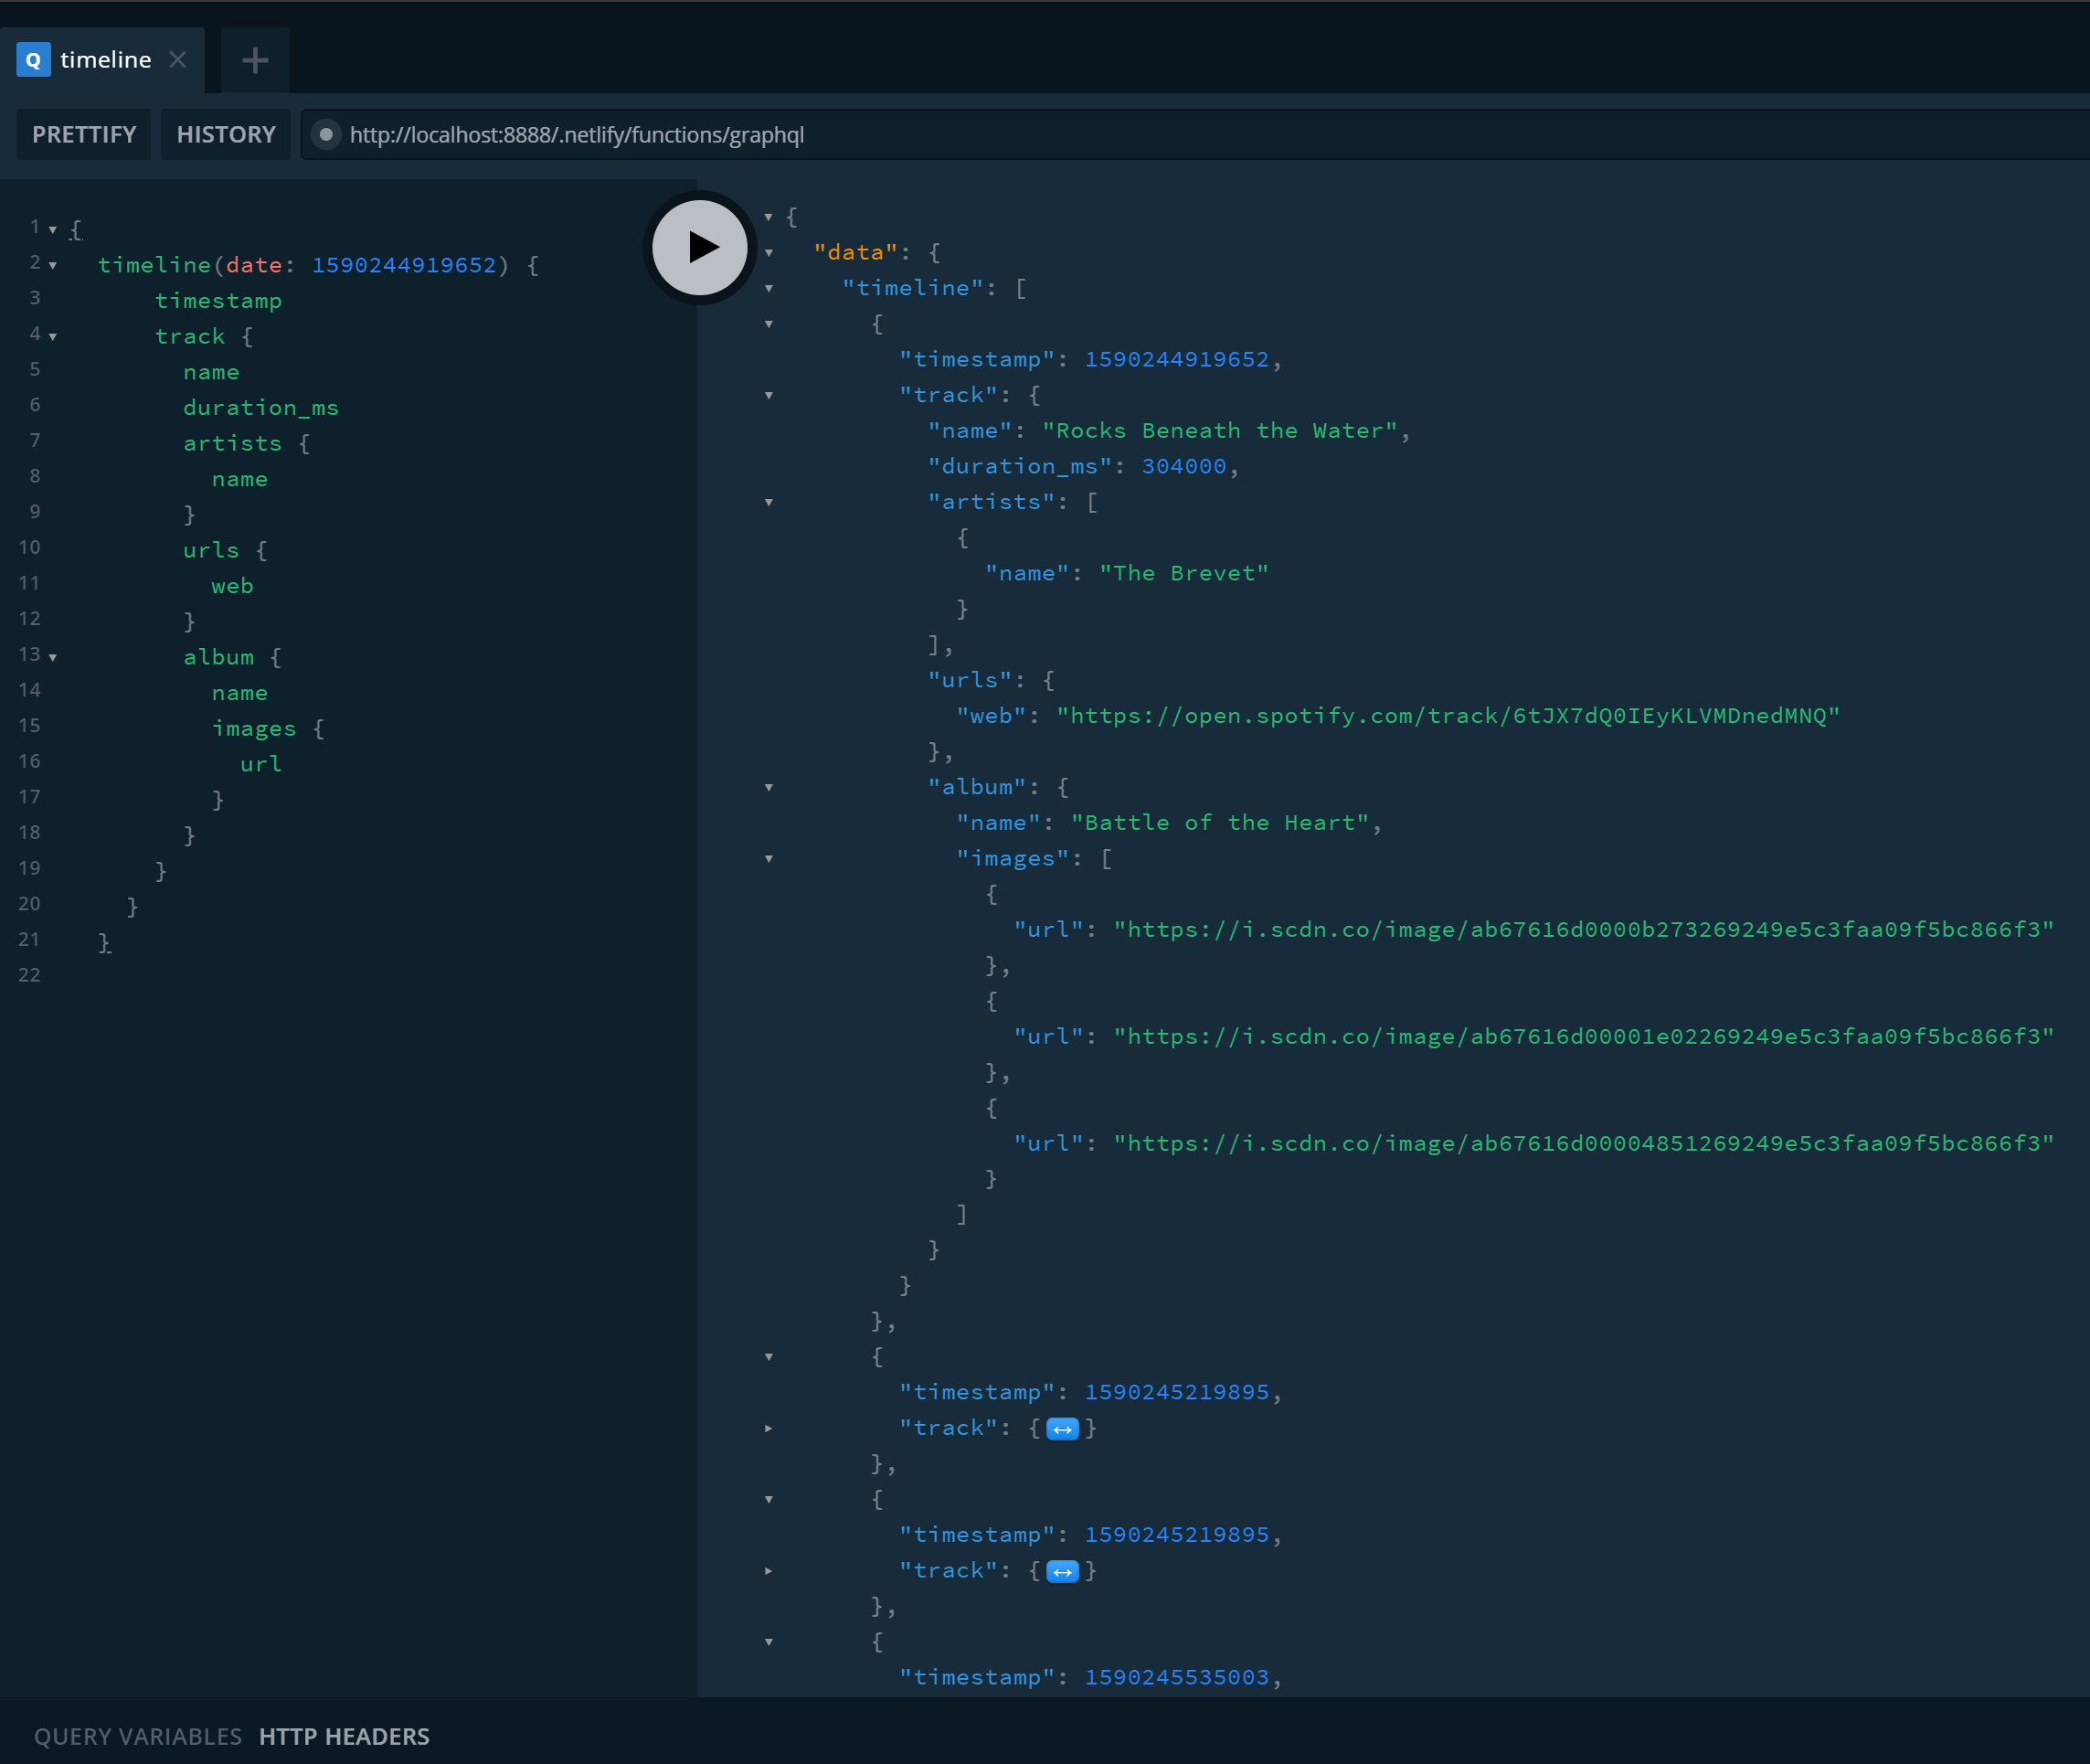 Q timeline
PRETTIFY HISTORY http://localhost:8888/.netlify/functions/graphql
1 {
2 timeline(date: 1590244919652) {
3 timestamp
4 track {
5 name
6 duration_ms
7 artists {
8 name
9 }
10 urls {
11 web
12 }
13 album {
14 name
15 images {
16 url
17 }
18 }
19 }
20 }
21 }
22
{
"data": {
"timeline": [
{
"timestamp": 1590244919652,
"track": {
"name": "Rocks Beneath the Water",
"duration_ms": 304000,
"artists": [
{
"name": "The Brevet"
}
],
"urls": {
"web": "https://open.spotify.com/track/6tJX7dQ0IEyKLVMDnedMNQ"
},
"album": {
"name": "Battle of the Heart",
"images": [
{
"url": "https://i.scdn.co/image/ab67616d0000b273269249e5c3faa09f5bc866f3"
},
{
"url": "https://i.scdn.co/image/ab67616d00001e02269249e5c3faa09f5bc866f3"
},
{
"url": "https://i.scdn.co/image/ab67616d00004851269249e5c3faa09f5bc866f3"
}
]
}
}
},
{
"timestamp": 1590245219895,
"track": {↔}
},
{
"timestamp": 1590245219895,
"track": {↔}
},
{
"timestamp": 1590245535003,
QUERY VARIABLES HTTP HEADERS